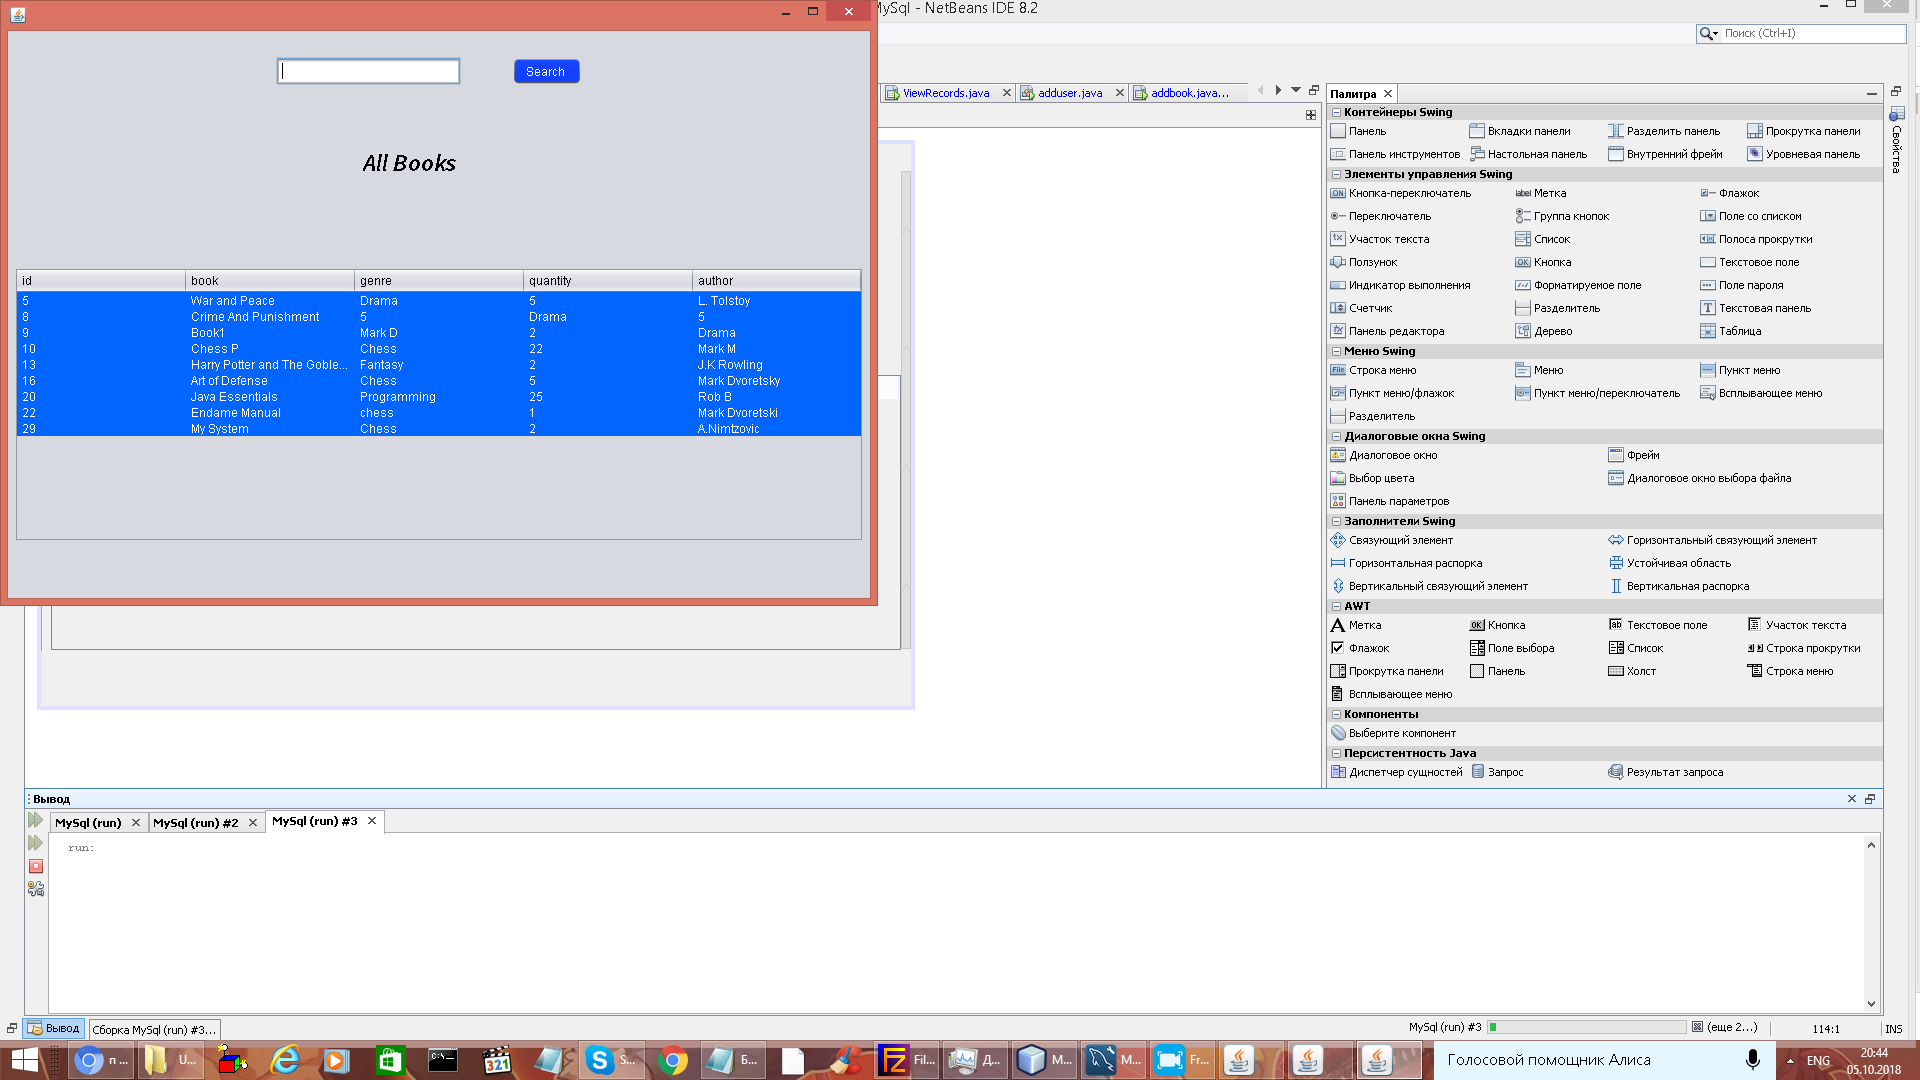 MySql - NetBeans IDE 8.2
Поиск (Ctrl+I)
Search
All Books
id book genre quantity author
5 War and Peace Drama 5 L. Tolstoy
8 Crime And Punishment 5 Drama 5
9 Book1 Mark D 2 Drama
10 Chess P Chess 22 Mark M
13 Harry Potter and The Goble... Fantasy 2 J.K Rowling
16 Art of Defense Chess 5 Mark Dvoretsky
20 Java Essentials Programming 25 Rob B
22 Endame Manual chess 1 Mark Dvoretski
29 My System Chess 2 A.Nimtzovic
ViewRecords.java adduser.java addbook.java...
Палитра
Свойства
Контейнеры Swing
Панель Вкладки панели Разделить панель Прокрутка панели
Панель инструментов Настольная панель Внутренний фрейм Уровневая панель
Элементы управления Swing
Кнопка-переключатель Метка Флажок
Переключатель Группа кнопок Поле со списком
Участок текста Список Полоса прокрутки
Ползунок Кнопка Текстовое поле
Индикатор выполнения Форматируемое поле Поле пароля
Счетчик Разделитель Текстовая панель
Панель редактора Дерево Таблица
Меню Swing
Строка меню Меню Пункт меню
Пункт меню/флажок Пункт меню/переключатель Всплывающее меню
Разделитель
Диалоговые окна Swing
Диалоговое окно Фрейм
Выбор цвета Диалоговое окно выбора файла
Панель параметров
Заполнители Swing
Связующий элемент Горизонтальный связующий элемент
Горизонтальная распорка Устойчивая область
Вертикальный связующий элемент Вертикальная распорка
AWT
Метка Кнопка Текстовое поле Участок текста
Флажок Поле выбора Список Строка прокрутки
Прокрутка панели Панель Холст Строка меню
Всплывающее меню
Компоненты
Выберите компонент
Персистентность Java
Диспетчер сущностей Запрос Результат запроса
Вывод
MySql (run) MySql (run) #2 MySql (run) #3
run:
Вывод Сборка MySql (run) #3... MySql (run) #3 (еще 2...) 114:1 INS
п ... U... S... Б... Fil... Д... M... M... Fr... Голосовой помощник Алиса ENG 20:44
05.10.2018